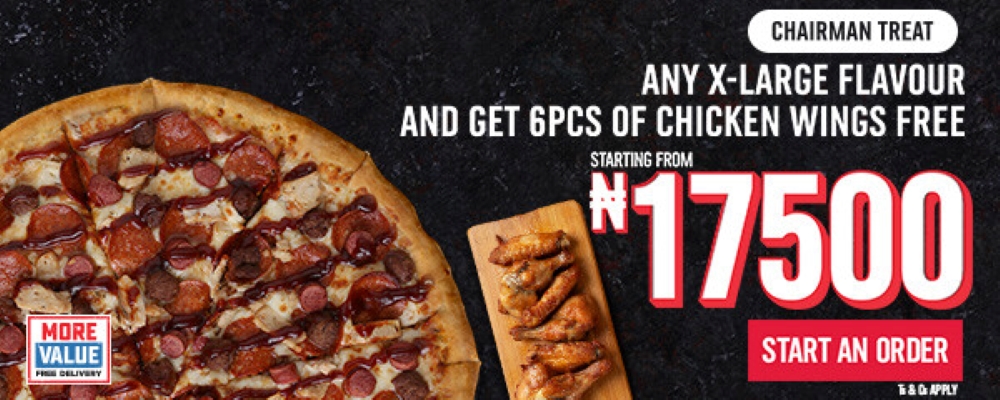 CHAIRMAN TREAT
ANY X-LARGE FLAVOUR
AND GET 6PCS OF CHICKEN WINGS FREE
STARTING FROM
₦17500
START AN ORDER
Ts & Cs APPLY
MORE
VALUE
FREE DELIVERY